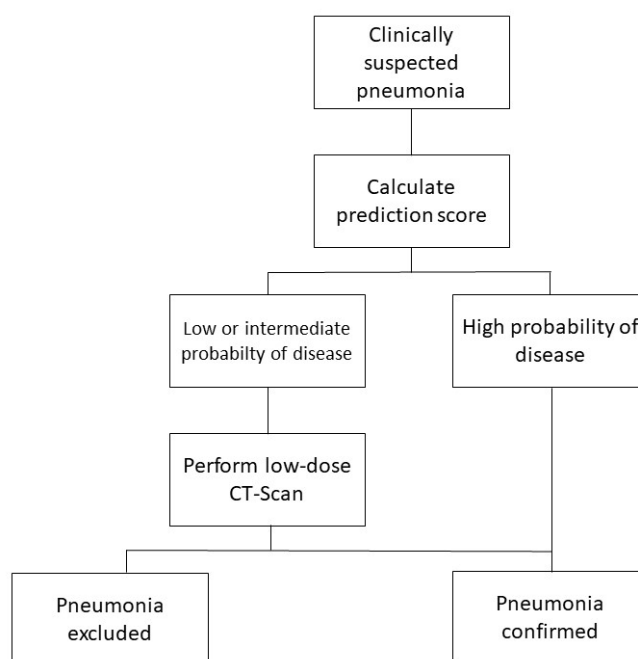 Clinically
suspected
pneumonia
Calculate
prediction score
Low or intermediate
probabilty of disease
High probability of
disease
Perform low-dose
CT-Scan
Pneumonia
excluded
Pneumonia
confirmed